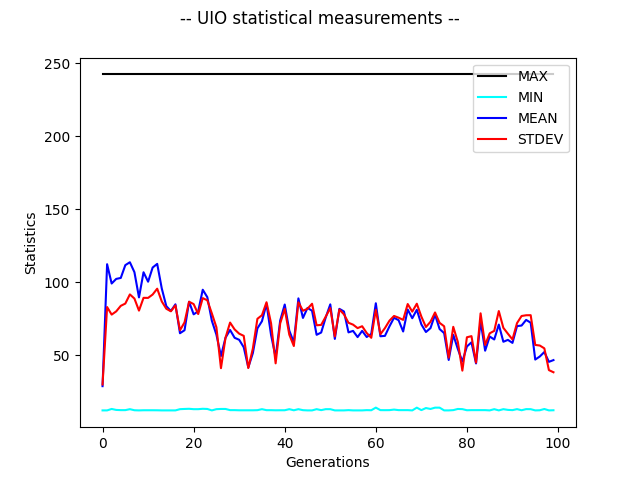 -- UIO statistical measurements --
250
200
150
100
50
Statistics
MAX
MIN
MEAN
STDEV
0 20 40 60 80 100
Generations